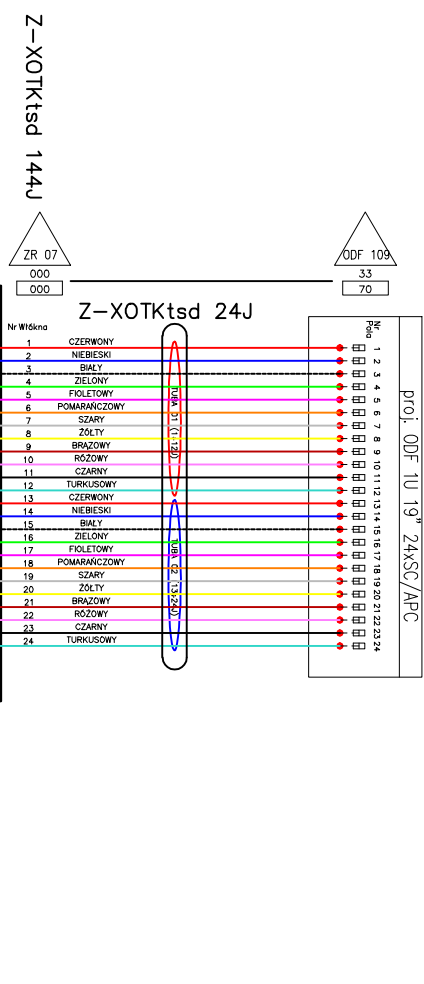 Z-XOTKtsd 144J
ZR 07
000
000
ODF 109
33
70
Z-XOTKtsd 24J
Nr Włókna
Nr Pola
1 CZERWONY 1
2 NIEBIESKI 2
3 BIAŁY 3
4 ZIELONY 4
5 FIOLETOWY 5
6 POMARAŃCZOWY 6
7 SZARY 7
8 ŻÓŁTY 8
9 BRĄZOWY 9
10 RÓŻOWY 10
11 CZARNY 11
12 TURKUSOWY 12
13 CZERWONY 13
14 NIEBIESKI 14
15 BIAŁY 15
16 ZIELONY 16
17 FIOLETOWY 17
18 POMARAŃCZOWY 18
19 SZARY 19
20 ŻÓŁTY 20
21 BRĄZOWY 21
22 RÓŻOWY 22
23 CZARNY 23
24 TURKUSOWY 24
TUBA 01 (1-12J)
TUBA 02 (13-24J)
proj. ODF 1U 19" 24xSC/APC